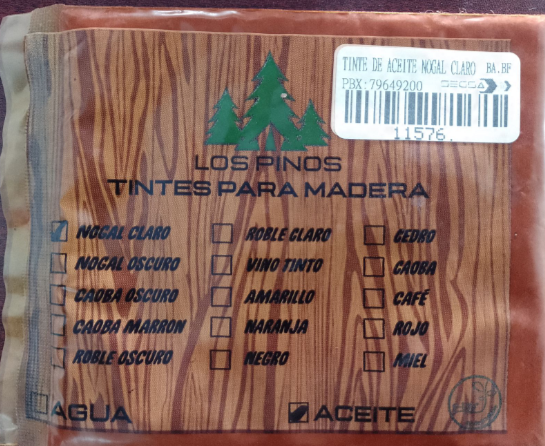 TINTE DE ACEITE NOGAL CLARO BA.BF
PBX:79649200 DECCA
11576.
LOS PINOS
TINTES PARA MADERA
NOGAL CLARO ROBLE CLARO CEDRO
NOGAL OSCURO VINO TINTO CAOBA
CAOBA OSCURO AMARILLO CAFÉ
CAOBA MARRON NARANJA ROJO
ROBLE OSCURO NEGRO MIEL
AGUA ACEITE